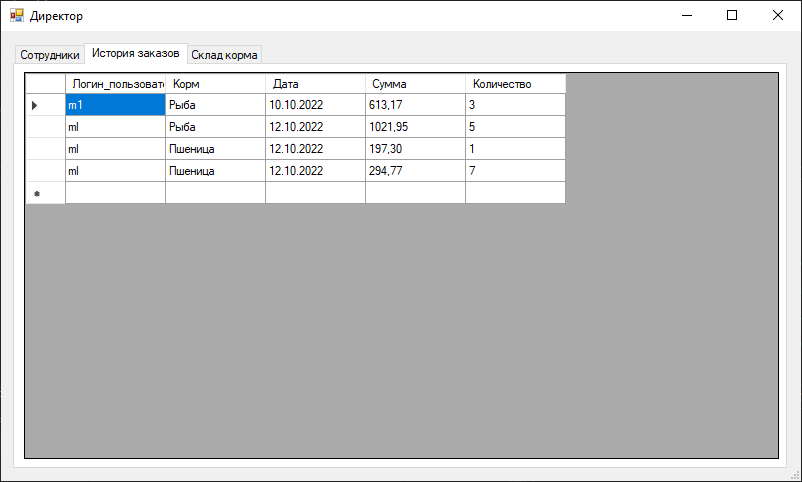 Директор
Сотрудники История заказов Склад корма
Логин_пользовате Корм Дата Сумма Количество
m1 Рыба 10.10.2022 613,17 3
ml Рыба 12.10.2022 1021,95 5
ml Пшеница 12.10.2022 197,30 1
ml Пшеница 12.10.2022 294,77 7